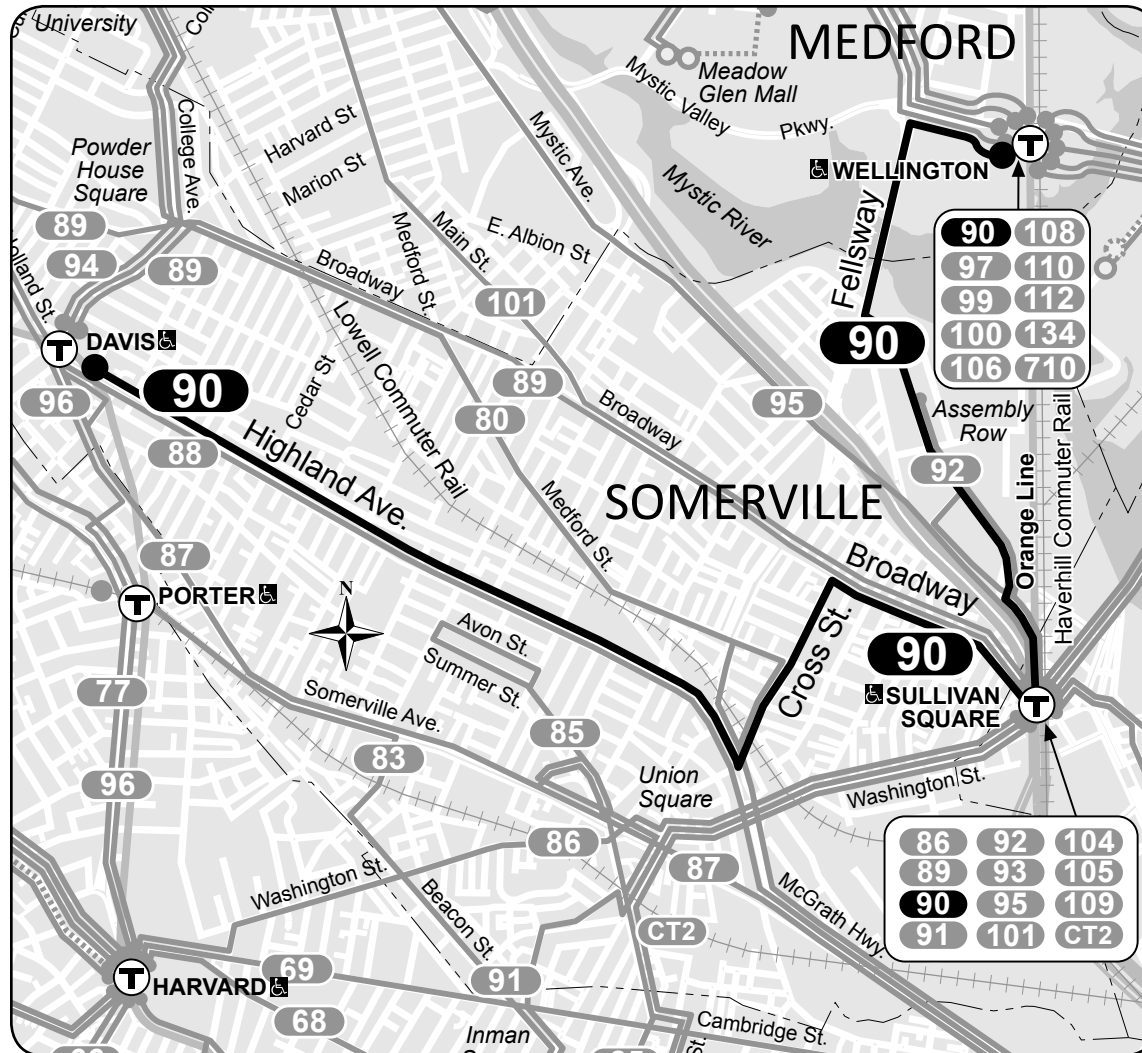 University
MEDFORD
Meadow
Glen Mall
Mystic Valley
Pkwy.
College Ave.
Harvard St
Marion St
Mystic Ave.
Powder
House
Square
WELLINGTON
Mystic River
90 108
97 110
99 112
100 134
106 710
89
94
89
Medford St.
Main St.
E. Albion St
Broadway
101
Fellsway
90
Lowell Commuter Rail
DAVIS
90
Cedar St
96
88
89
80
Broadway
95
Assembly
Row
92
Highland Ave.
Medford St.
SOMERVILLE
Orange Line
Haverhill Commuter Rail
87
PORTER
N
Broadway
Avon St.
Summer St.
Cross St.
90
SULLIVAN
SQUARE
77
Somerville Ave.
83
85
96
Union
Square
Washington St.
86 92 104
89 93 105
90 95 109
91 101 CT2
86
87
Washington St.
Beacon St.
McGrath Hwy.
CT2
HARVARD
69
91
68
Inman
Cambridge St.
St.